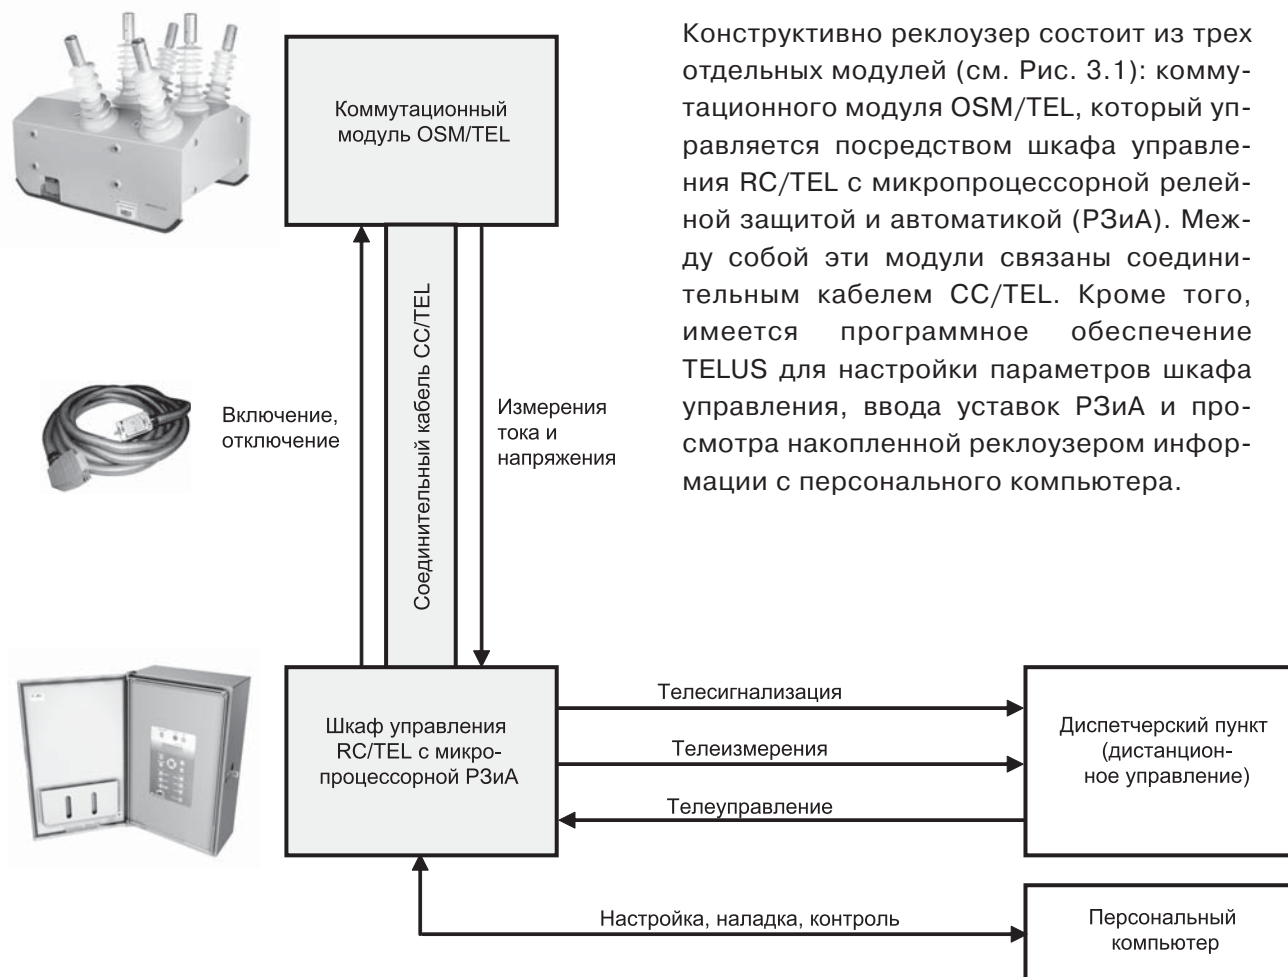 Конструктивно реклоузер состоит из трех
отдельных модулей (см. Рис. 3.1): комму-
тационного модуля OSM/TEL, который уп-
равляется посредством шкафа управле-
ния RC/TEL с микропроцессорной релей-
ной защитой и автоматикой (РЗиА). Меж-
ду собой эти модули связаны соедини-
тельным кабелем CC/TEL. Кроме того,
имеется программное обеспечение
TELUS для настройки параметров шкафа
управления, ввода уставок РЗиА и про-
смотра накопленной реклоузером инфор-
мации с персонального компьютера.
Коммутационный
модуль OSM/TEL
Включение,
отключение
Соединительный кабель CC/TEL
Измерения
тока и
напряжения
Шкаф управления
RC/TEL с микро-
процессорной РЗиА
Телесигнализация
Телеизмерения
Телеуправление
Диспетчерский пункт
(дистанцион-
ное управление)
Настройка, наладка, контроль
Персональный
компьютер